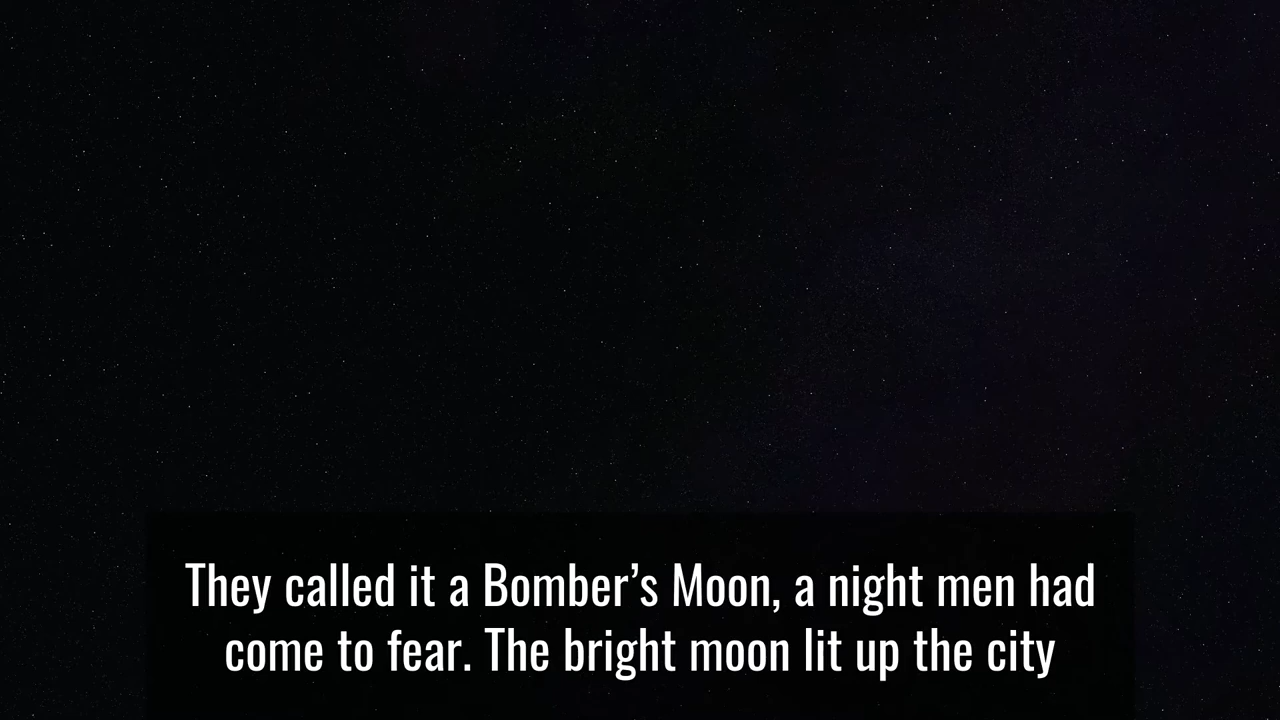 They called it a Bomber’s Moon, a night men had
come to fear. The bright moon lit up the city